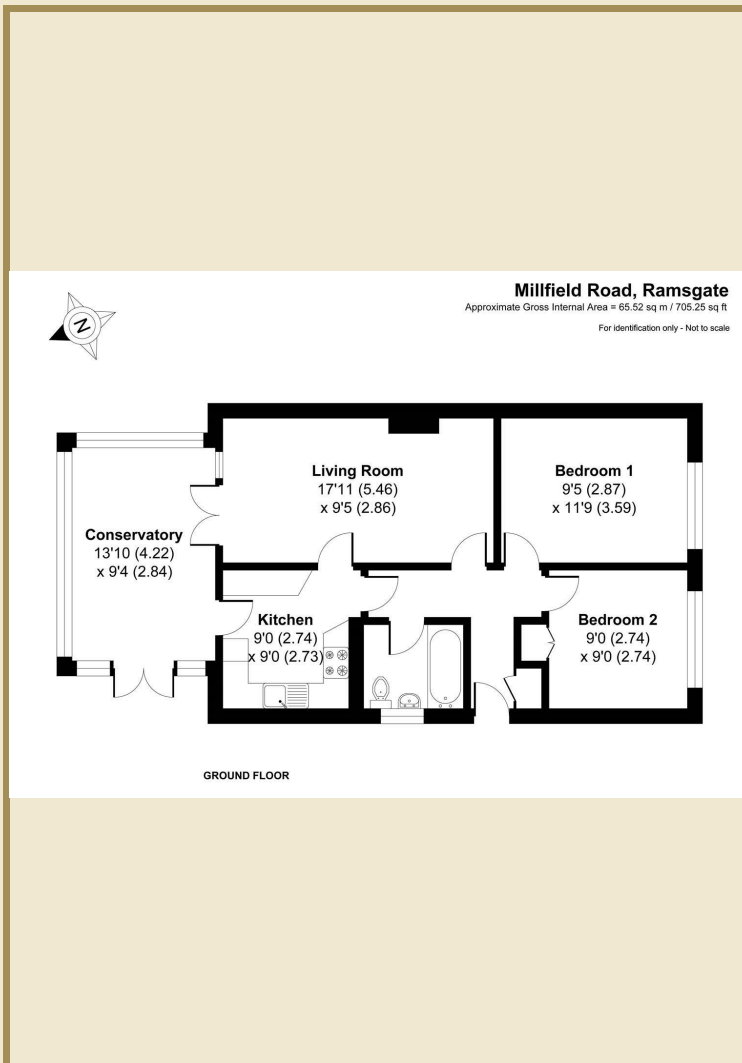 Millfield Road, Ramsgate
Approximate Gross Internal Area = 65.52 sq m / 705.25 sq ft
For identification only - Not to scale
N
Living Room
17'11 (5.46)
x 9'5 (2.86)
Bedroom 1
9'5 (2.87)
x 11'9 (3.59)
Conservatory
13'10 (4.22)
x 9'4 (2.84)
Kitchen
9'0 (2.74)
x 9'0 (2.73)
Bedroom 2
9'0 (2.74)
x 9'0 (2.74)
GROUND FLOOR